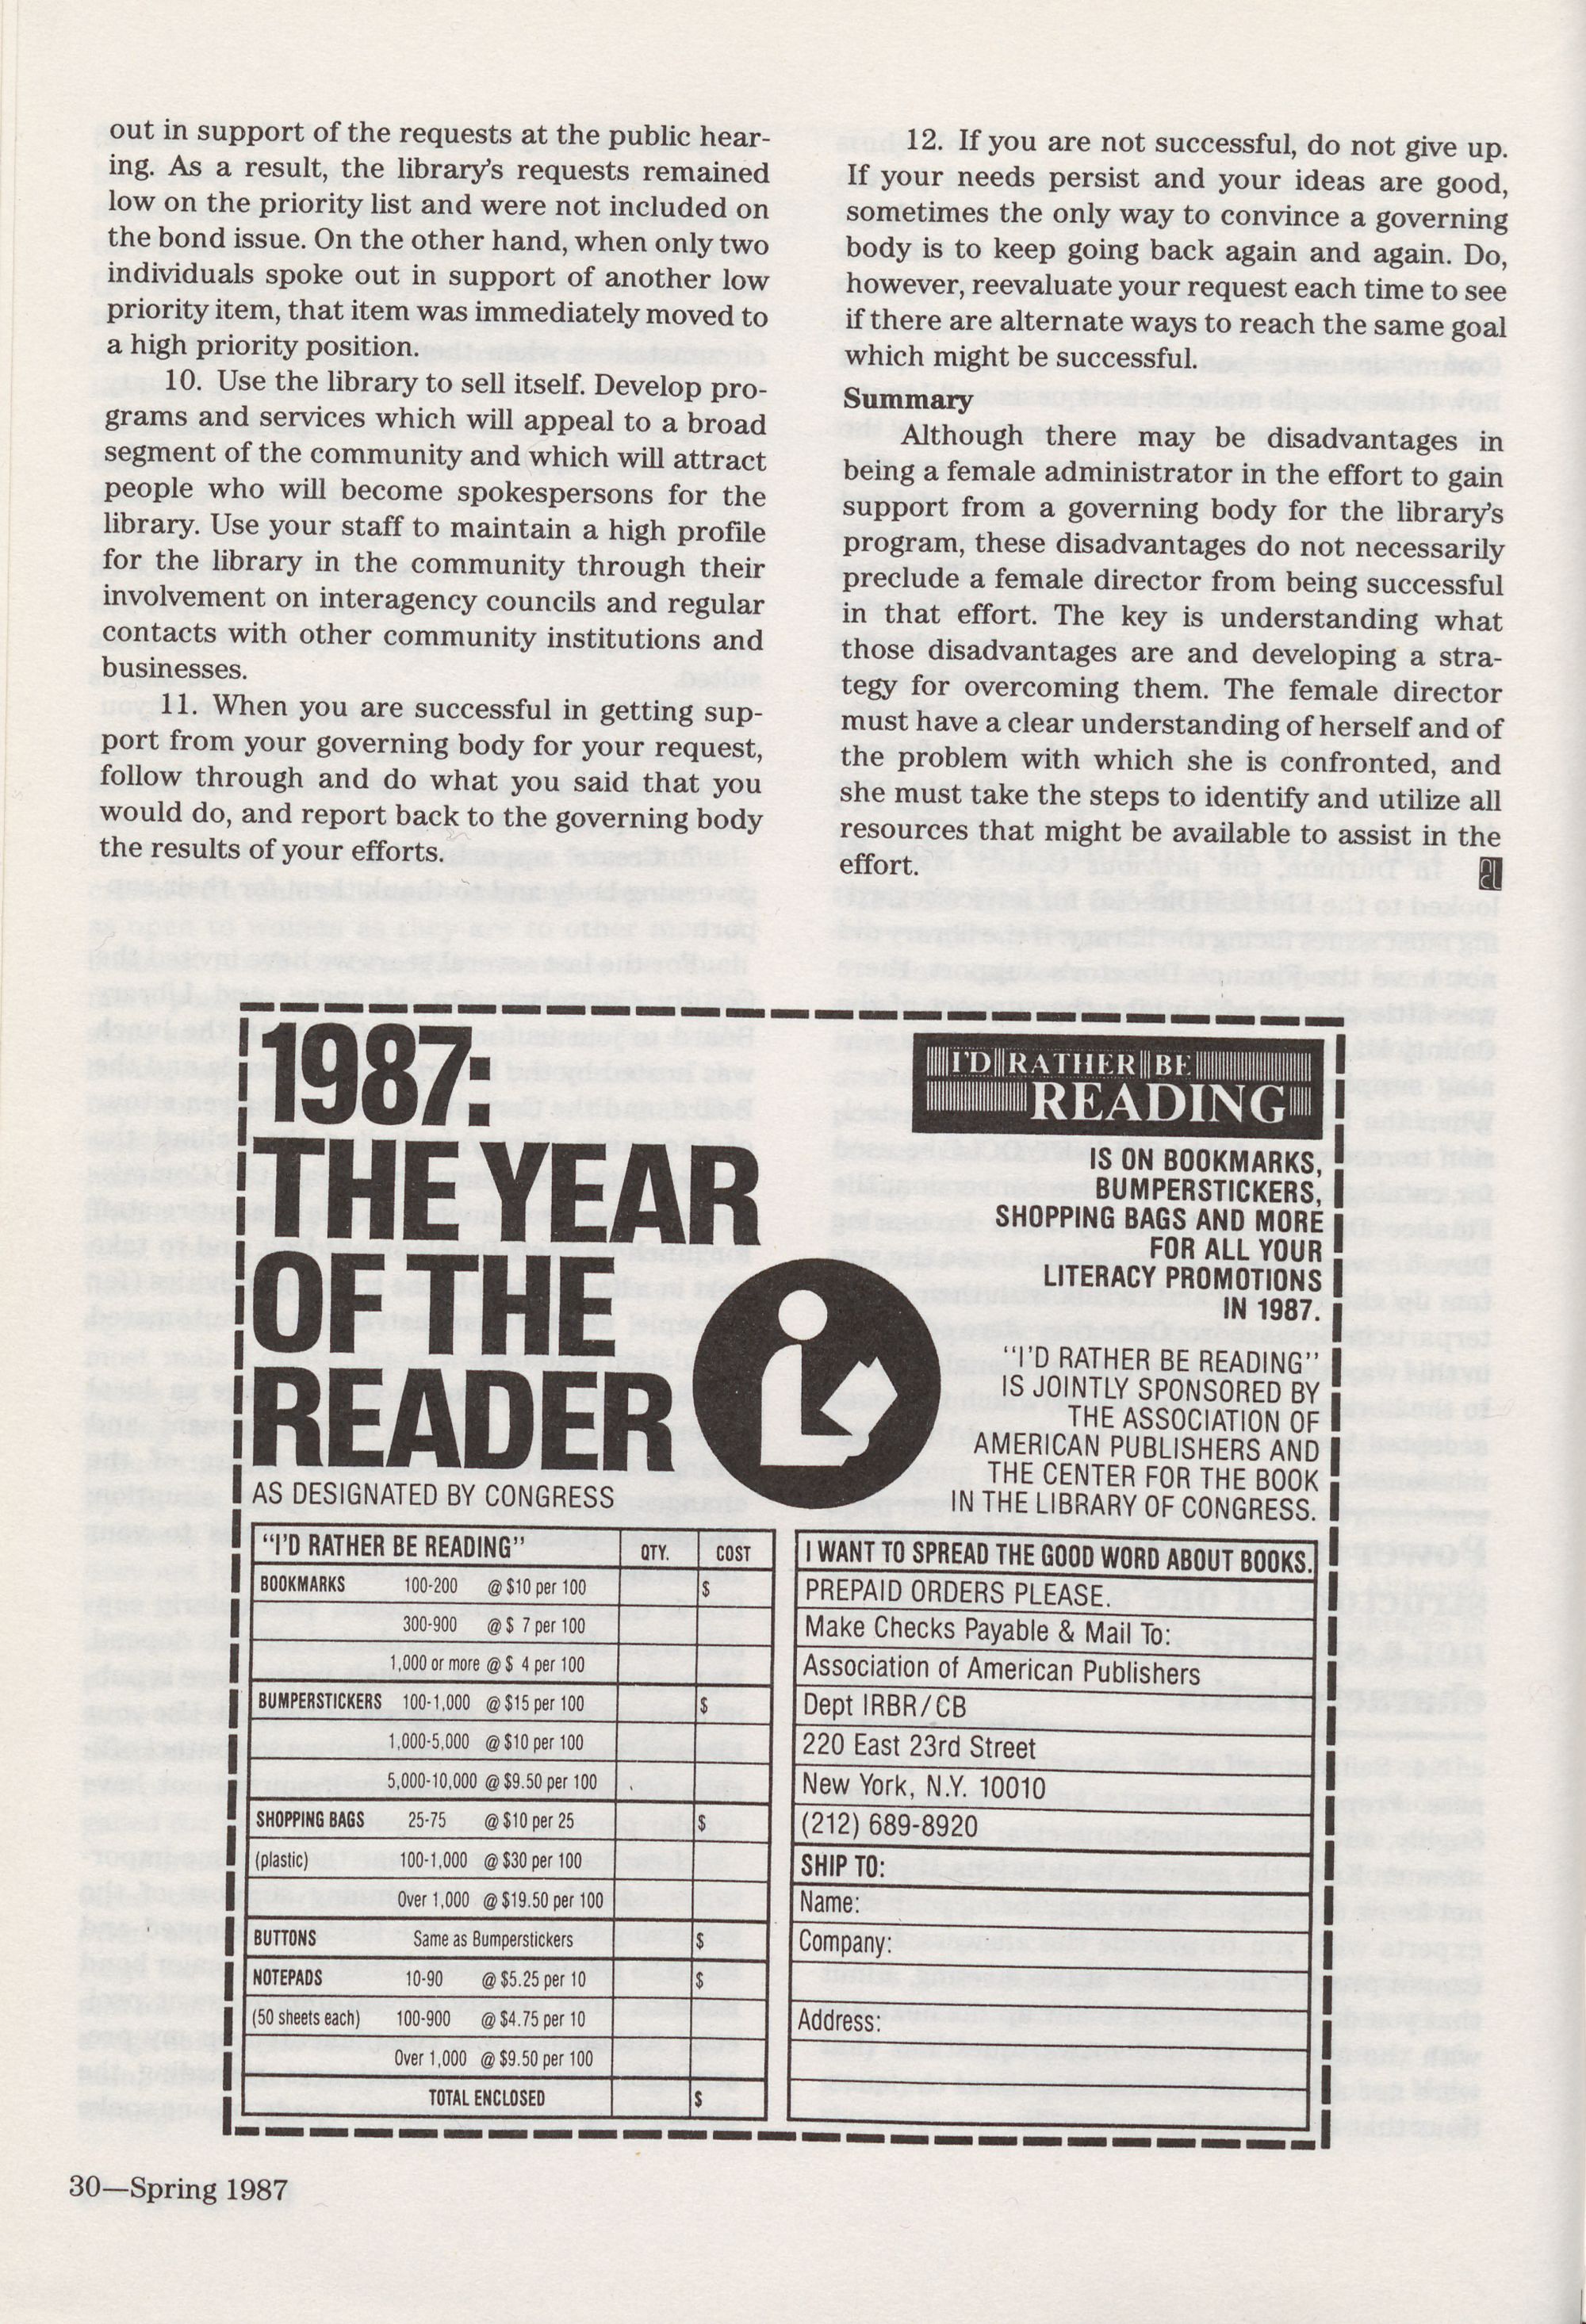 out in support of the requests at the public hear-
ing. As a result, the library's requests remained
low on the priority list and were not included on
the bond issue. On the other hand, when only two
individuals spoke out in support of another low
priority item, that item was immediately moved to
a high priority position.
10. Use the library to sell itself. Develop pro-
grams and services which will appeal to a broad
segment of the community and which will attract
people who will become spokespersons for the
library. Use your staff to maintain a high profile
for the library in the community through their
involvement on interagency councils and regular
contacts with other community institutions and
businesses.
11. When you are successful in getting sup-
port from your governing body for your request,
follow through and do what you said that you
would do, and report back to the governing body
the results of your efforts.
12. If you are not successful, do not give up.
If your needs persist and your ideas are good,
sometimes the only way to convince a governing
body is to keep going back again and again. Do,
however, reevaluate your request each time to see
if there are alternate ways to reach the same goal
which might be successful.
Summary
Although there may be disadvantages in
being a female administrator in the effort to gain
support from a governing body for the library's
program, these disadvantages do not necessarily
preclude a female director from being successful
in that effort. The key is understanding what
those disadvantages are and developing a stra-
tegy for overcoming them. The female director
must have a clear understanding of herself and of
the problem with which she is confronted, and
she must take the steps to identify and utilize all
resources that might be available to assist in the
effort.
1987:
THE YEAR
OF THE
READER
AS DESIGNATED BY CONGRESS
I'D RATHER BE
READING
IS ON BOOKMARKS,
BUMPERSTICKERS,
SHOPPING BAGS AND MORE
FOR ALL YOUR
LITERACY PROMOTIONS
IN 1987.
"I'D RATHER BE READING"
IS JOINTLY SPONSORED BY
THE ASSOCIATION OF
AMERICAN PUBLISHERS AND
THE CENTER FOR THE BOOK
IN THE LIBRARY OF CONGRESS.
"I'D RATHER BE READING" QTY. COST
BOOKMARKS 100-200 @ $10 per 100 $
300-900 @ $ 7 per 100
1,000 or more @ $ 4 per 100
BUMPERSTICKERS 100-1,000 @ $15 per 100 $
1,000-5,000 @ $10 per 100
5,000-10,000 @ $9.50 per 100
SHOPPING BAGS 25-75 @ $10 per 25 $
(plastic) 100-1,000 @ $30 per 100
Over 1,000 @ $19.50 per 100
BUTTONS Same as Bumperstickers $
NOTEPADS 10-90 @ $5.25 per 10 $
(50 sheets each) 100-900 @ $4.75 per 10
Over 1,000 @ $9.50 per 100
TOTAL ENCLOSED $
I WANT TO SPREAD THE GOOD WORD ABOUT BOOKS.
PREPAID ORDERS PLEASE.
Make Checks Payable & Mail To:
Association of American Publishers
Dept IRBR/CB
220 East 23rd Street
New York, N.Y. 10010
(212) 689-8920
SHIP TO:
Name:
Company:
Address:
30—Spring 1987